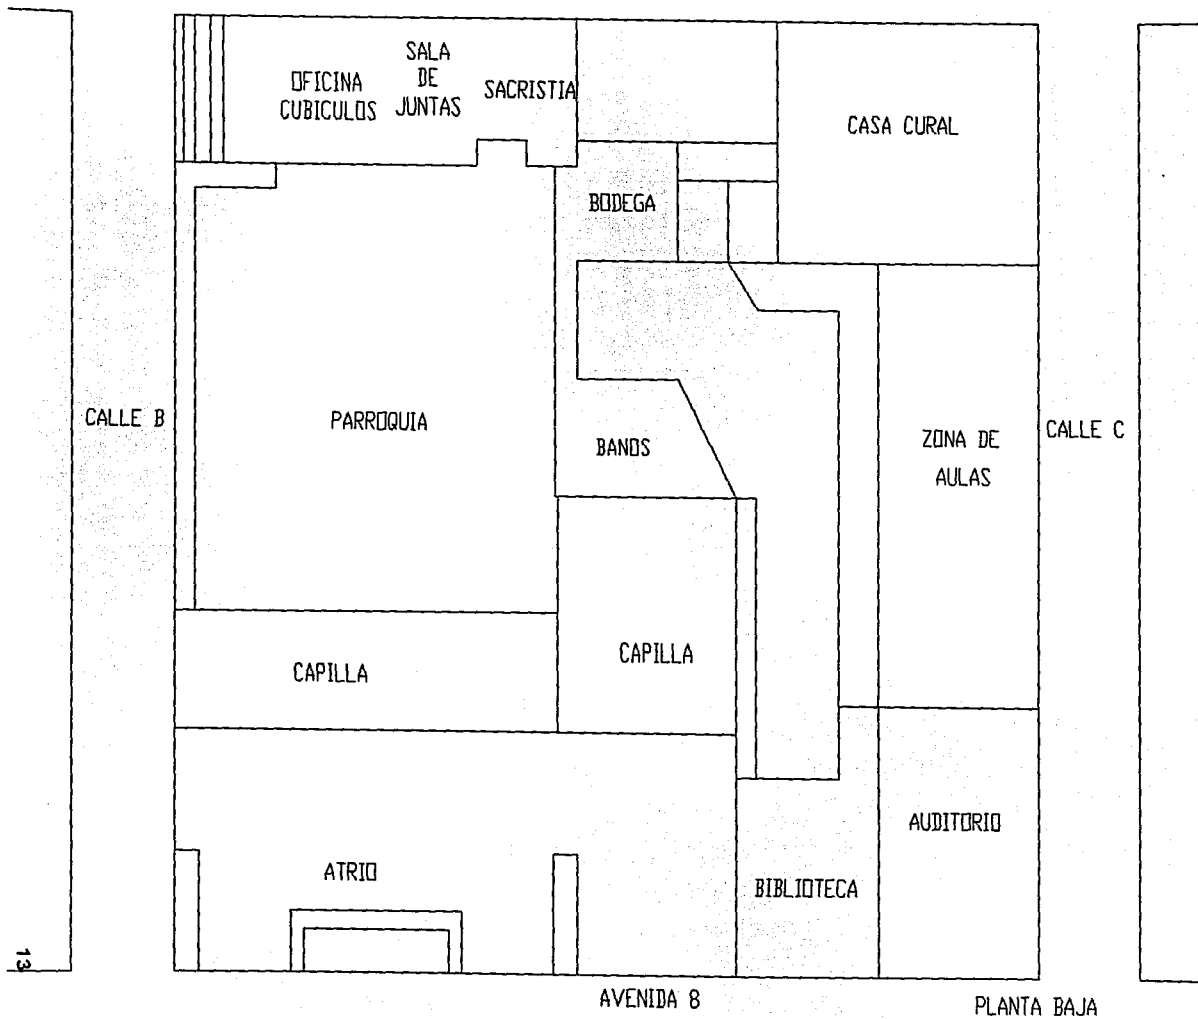 OFICINA
CUBICULOS
SALA
DE
JUNTAS
SACRISTIA
CASA CURAL
BODEGA
CALLE B
PARROQUIA
BANOS
ZONA DE
AULAS
CALLE C
CAPILLA
CAPILLA
ATRIO
BIBLIOTECA
AUDITORIO
13
AVENIDA 8
PLANTA BAJA